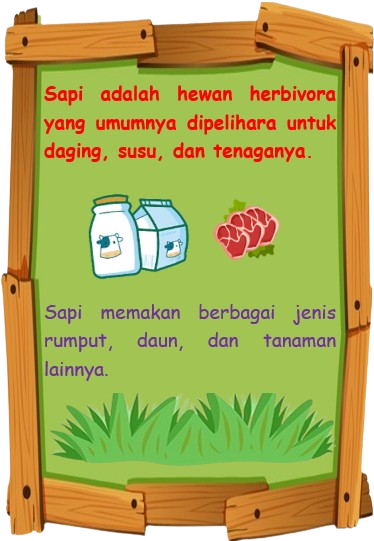 Sapi adalah hewan herbivora
yang umumnya dipelihara untuk
daging, susu, dan tenaganya.
Sapi memakan berbagai jenis
rumput, daun, dan tanaman
lainnya.